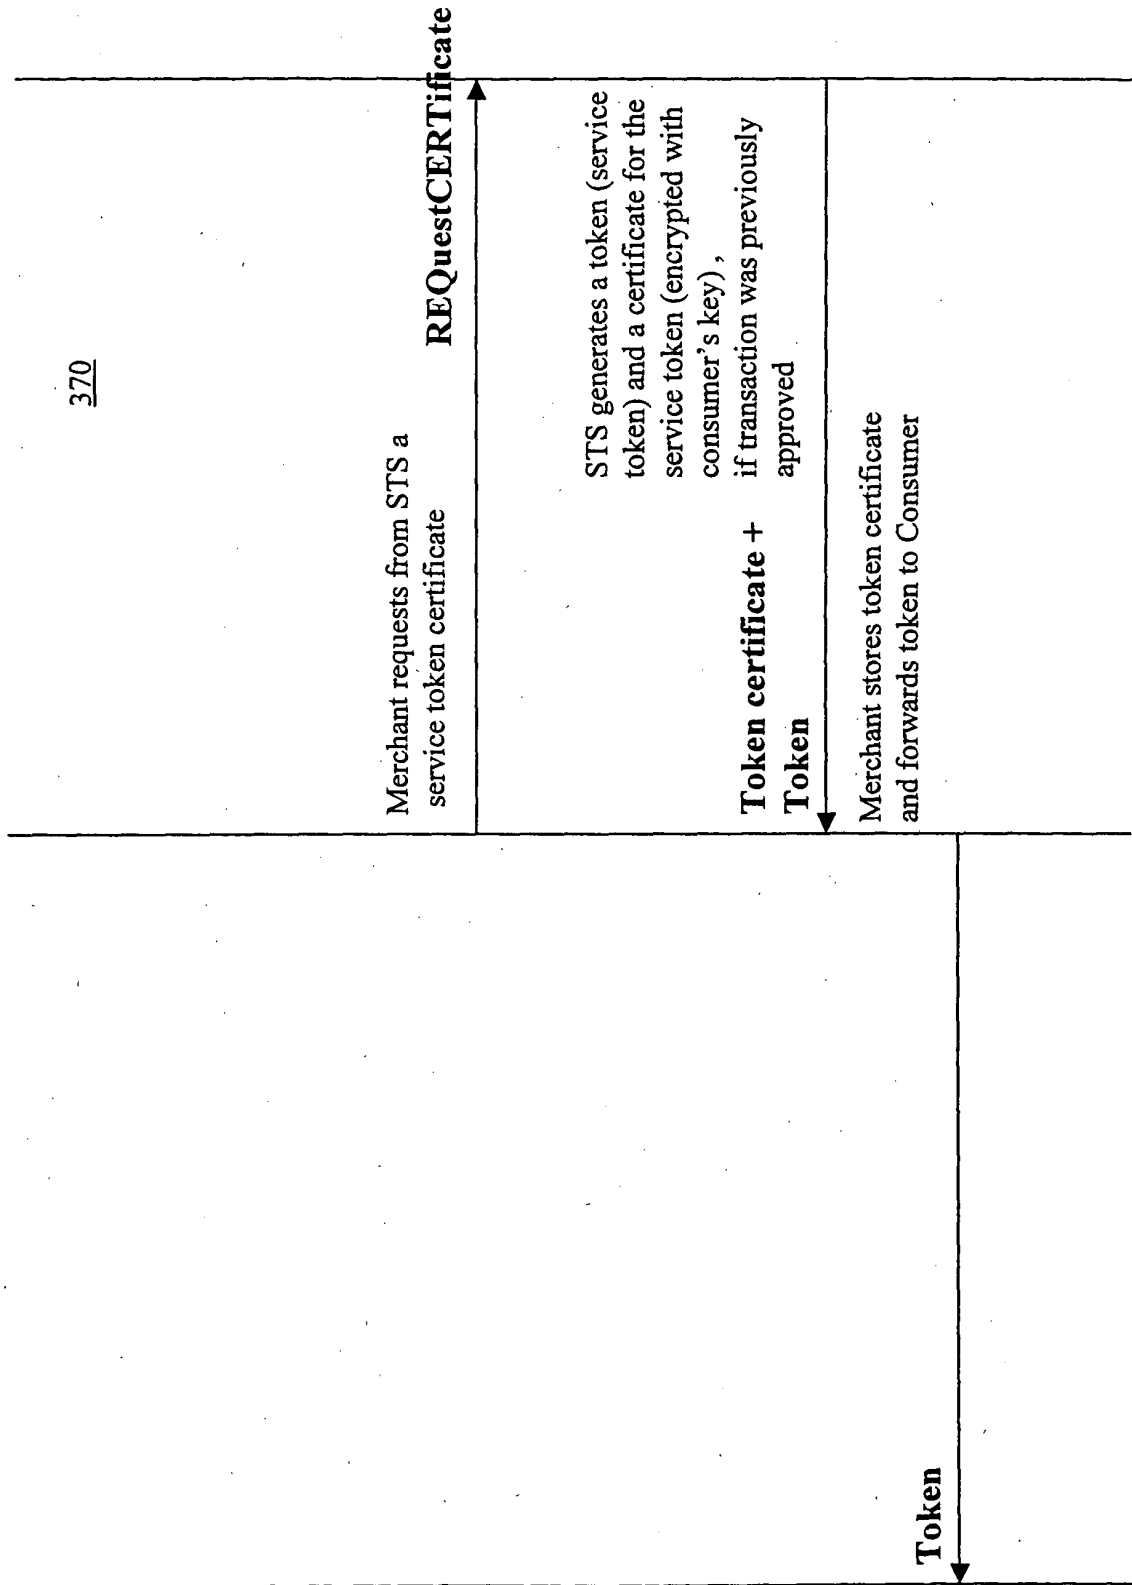 370
Merchant requests from STS a
service token certificate
REQuestCERTificate
STS generates a token (service
token) and a certificate for the
service token (encrypted with
consumer's key) ,
if transaction was previously
approved
Token certificate +
Token
Merchant stores token certificate
and forwards token to Consumer
Token